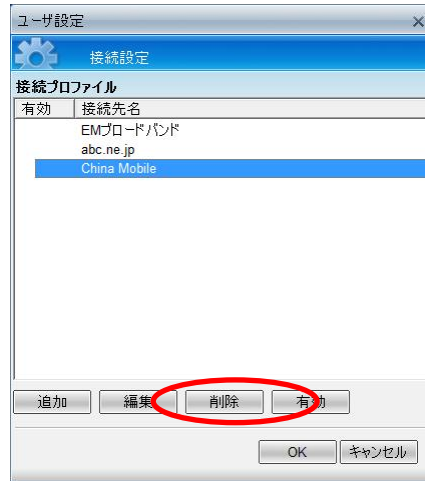 ユーザ設定
接続設定
接続プロファイル
有効 接続先名
EMブロードバンド
abc.ne.jp
China Mobile
追加 編集 削除 有効
OK キャンセル